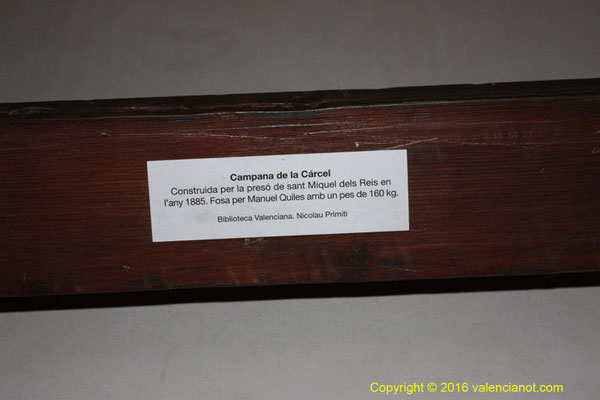 Campana de la Cárcel
Construida per la presó de sant Miquel dels Reis en
l'any 1885. Fosa per Manuel Quiles amb un pes de 160 kg.
Biblioteca Valenciana. Nicolau Primiti
Copyright © 2016 valencianot.com